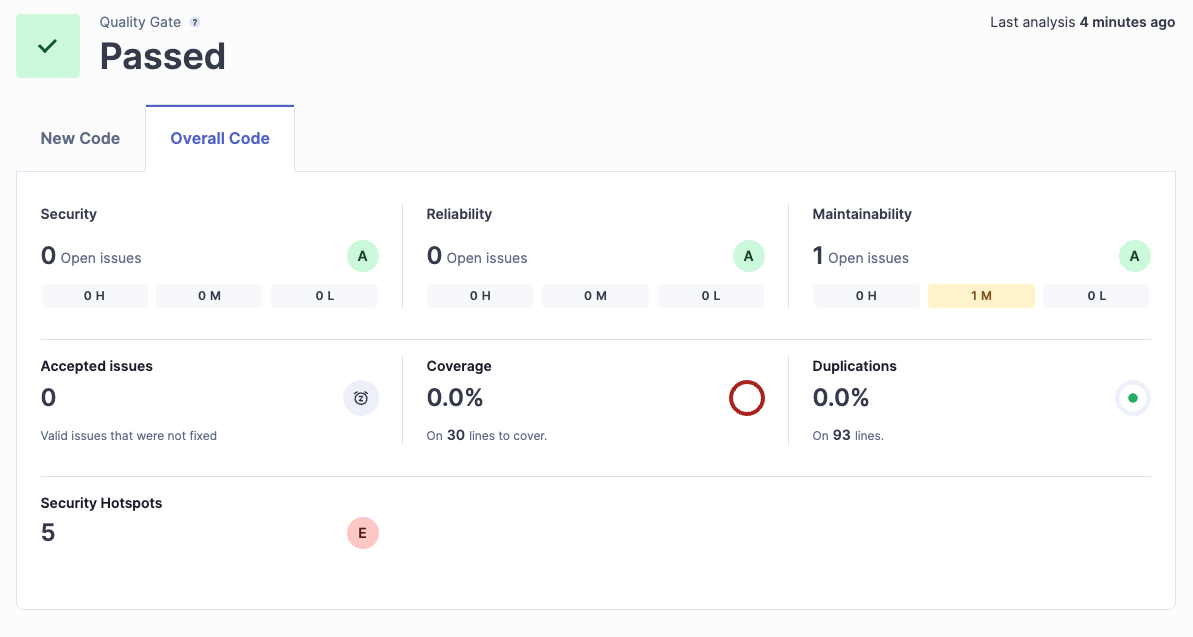 Quality Gate ?
Last analysis 4 minutes ago
Passed
New Code
Overall Code
Security
Reliability
Maintainability
0 Open issues A
0 Open issues A
1 Open issues A
0 H 0 M 0 L
0 H 0 M 0 L
0 H 1 M 0 L
Accepted issues
Coverage
Duplications
0
0.0%
0.0%
Valid issues that were not fixed
On 30 lines to cover.
On 93 lines.
Security Hotspots
5 E